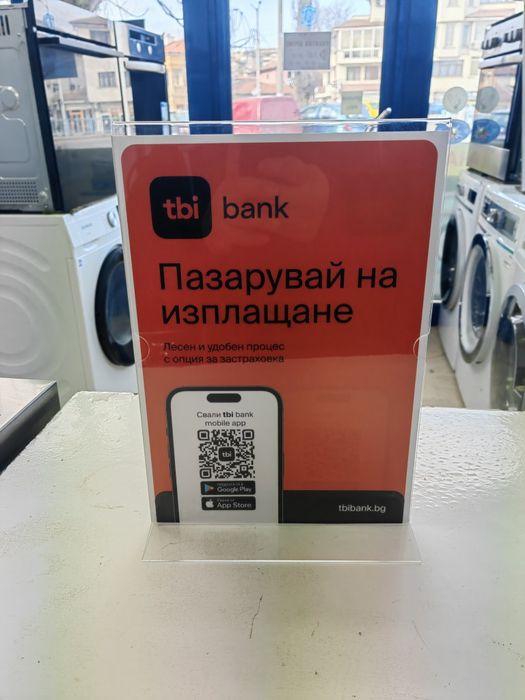 tbi bank
Пазарувай на
изплащане
Лесен и удобен процес
с опция за застраховка
Свали tbi bank
mobile app
tbi
Google Play
App Store
tbibank.bg